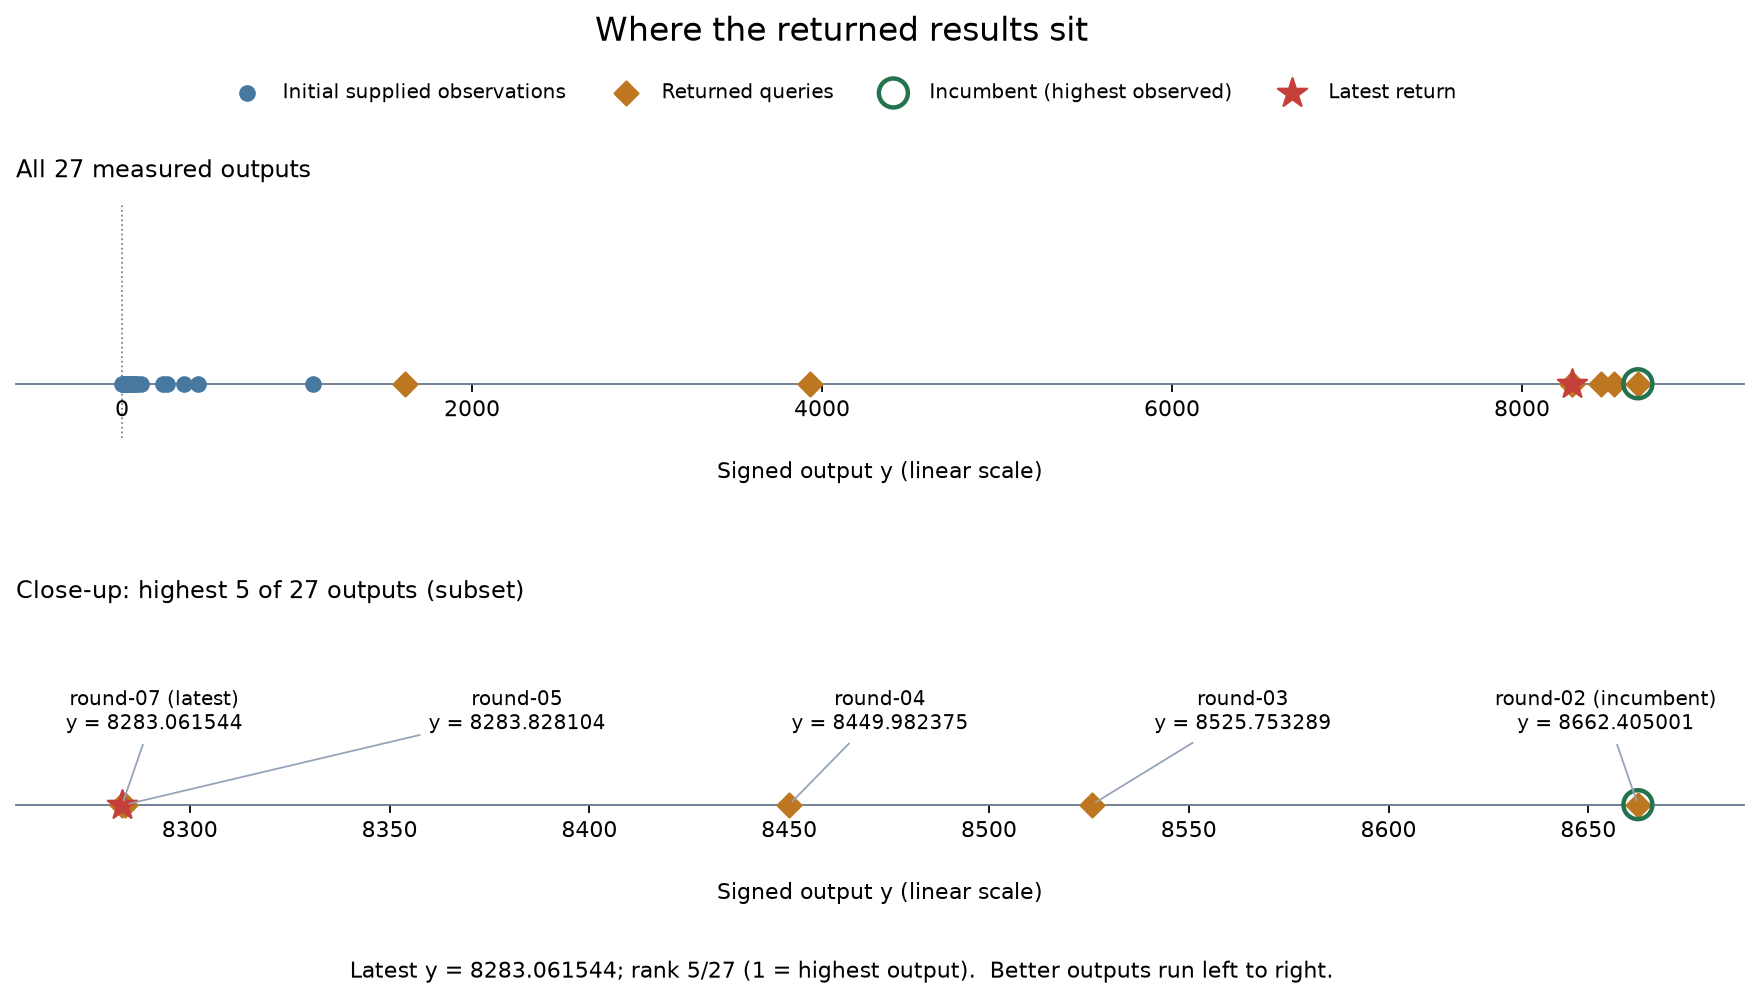 Where the returned results sit
Initial supplied observations
Returned queries
Incumbent (highest observed)
Latest return
All 27 measured outputs
0
2000
4000
6000
8000
Signed output y (linear scale)
Close-up: highest 5 of 27 outputs (subset)
round-07 (latest)
y = 8283.061544
round-05
y = 8283.828104
round-04
y = 8449.982375
round-03
y = 8525.753289
round-02 (incumbent)
y = 8662.405001
8300
8350
8400
8450
8500
8550
8600
8650
Signed output y (linear scale)
Latest y = 8283.061544; rank 5/27 (1 = highest output).  Better outputs run left to right.